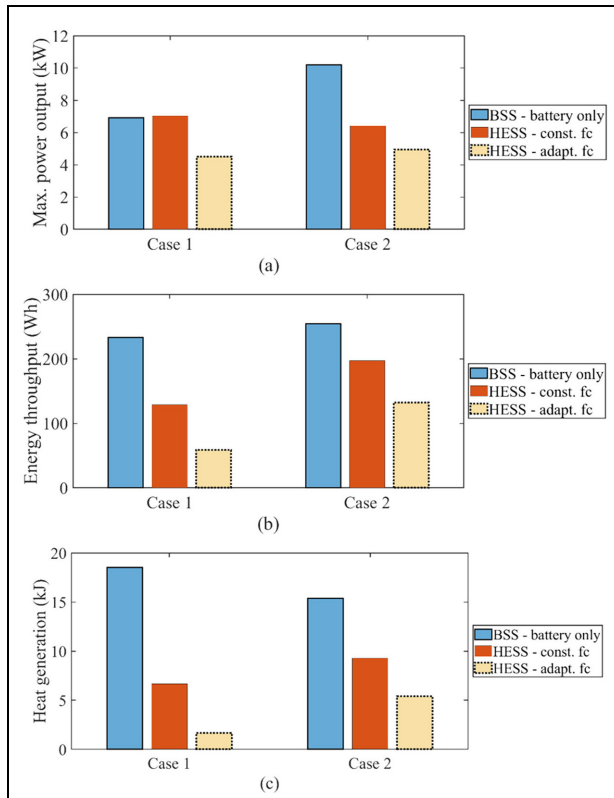 Max. power output (kW)
12
10
8
6
4
2
0
Case 1
Case 2
BSS - battery only
HESS - const. fc
HESS - adapt. fc
(a)
Energy throughput (Wh)
300
200
100
0
Case 1
Case 2
BSS - battery only
HESS - const. fc
HESS - adapt. fc
(b)
Heat generation (kJ)
20
15
10
5
0
Case 1
Case 2
BSS - battery only
HESS - const. fc
HESS - adapt. fc
(c)